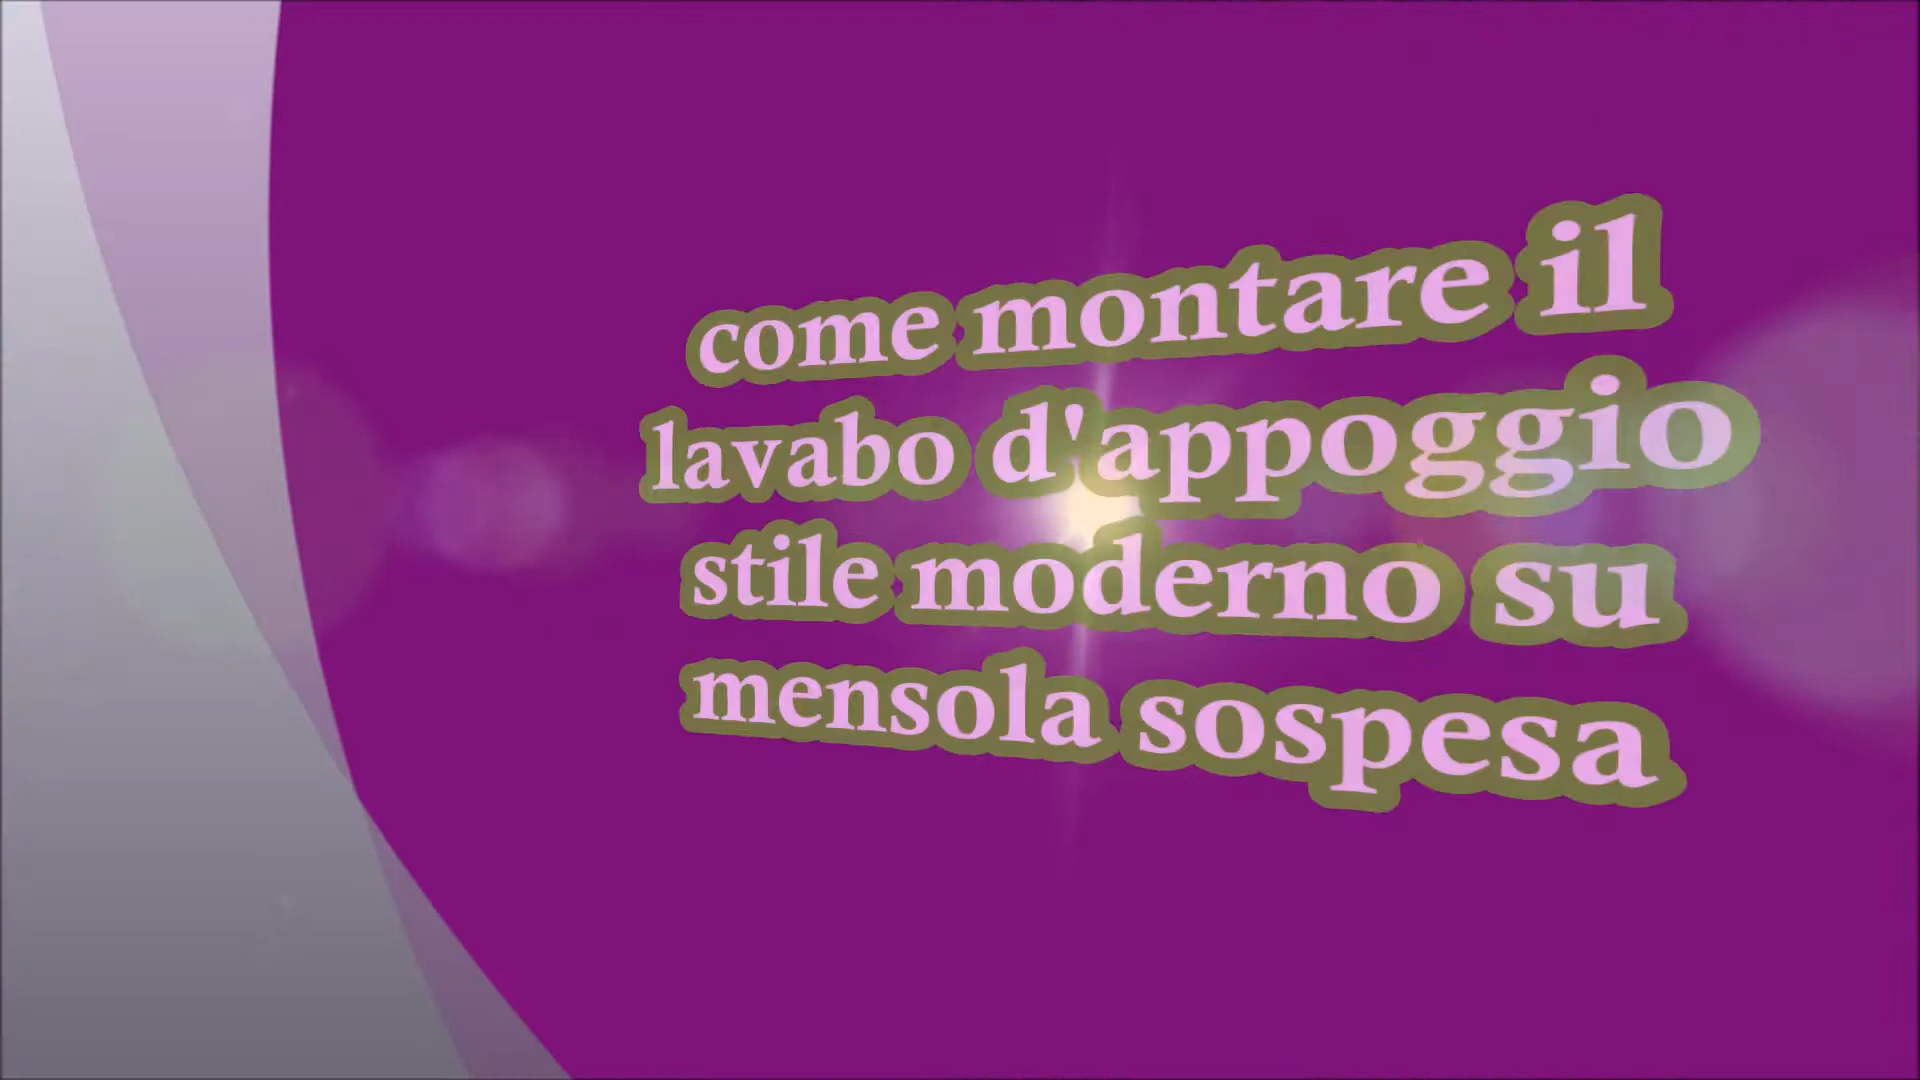 come montare il
lavabo d'appoggio
stile moderno su
mensola sospesa